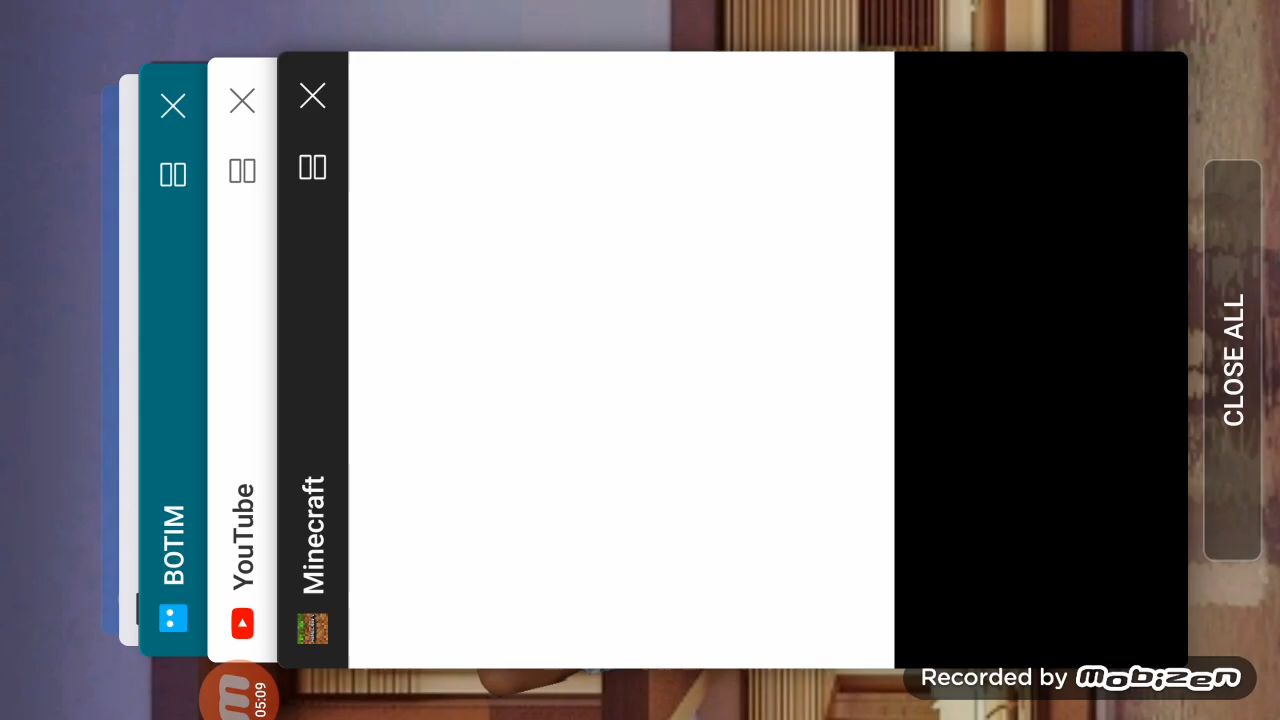 BOTIM
YouTube
Minecraft
CLOSE ALL
05:09
Recorded by mobizen